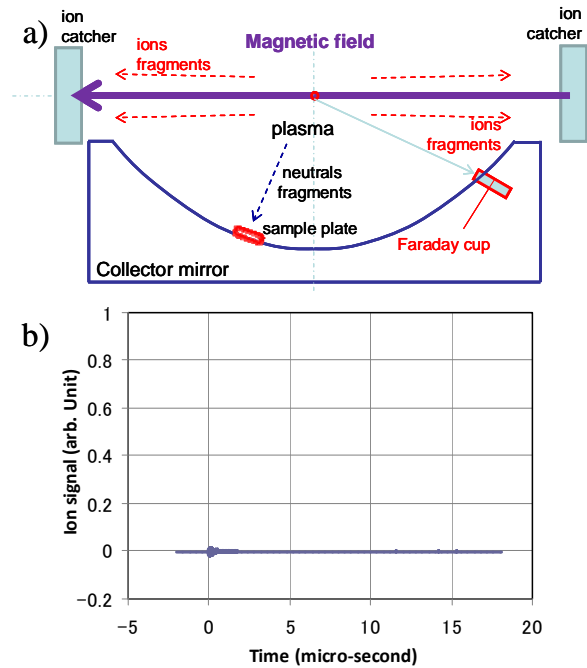 a)
ion
catcher
ions
fragments
Magnetic field
ion
catcher
plasma
ions
fragments
neutrals
fragments
sample plate
Faraday cup
Collector mirror
b)
Ion signal (arb. Unit)
1
0.8
0.6
0.4
0.2
0
-0.2
-5
0
5
10
15
20
Time (micro-second)